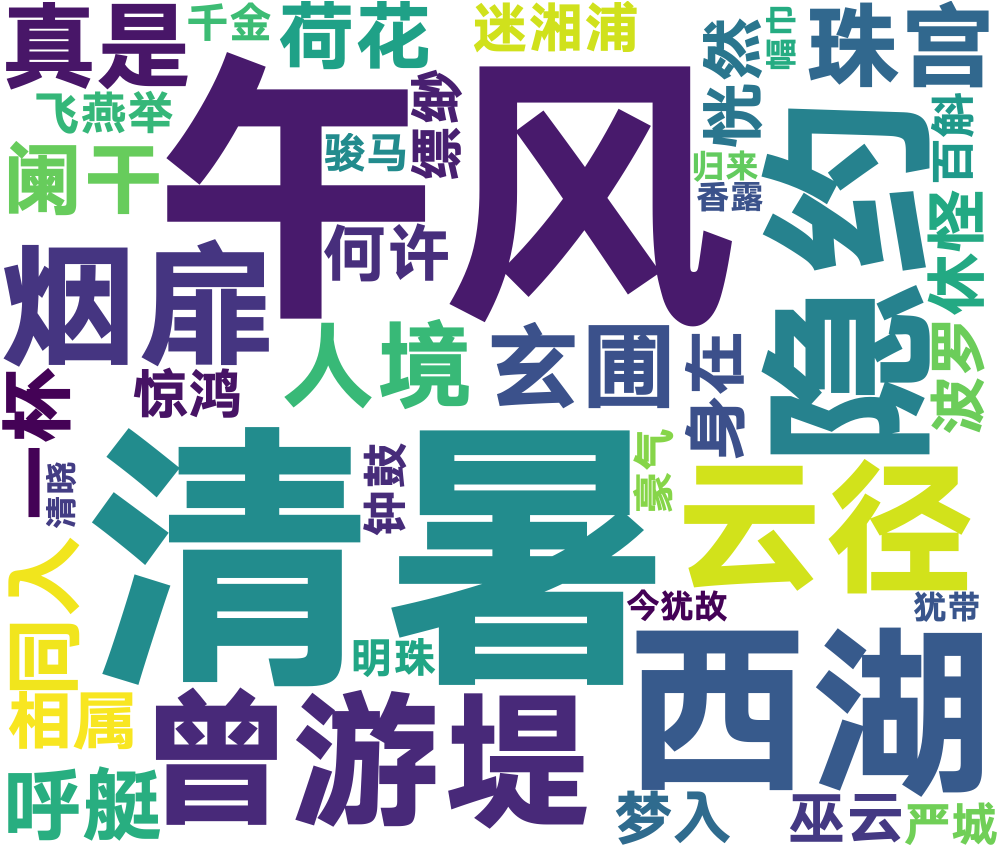 真是
千金
荷花
迷湘浦
恍然
幅巾
珠宫
飞燕举
缥缈
午风
隐约
百斛
骏马
阑干
归来
香露
何许
休怪
烟扉
人境
玄圃
身在
波罗
惊鸿
一杯
清晓
钟鼓
豪气
清暑
云径
回入
今犹故
犹带
明珠
西湖
相属
曾游堤
呼艇
梦入
巫云
严城